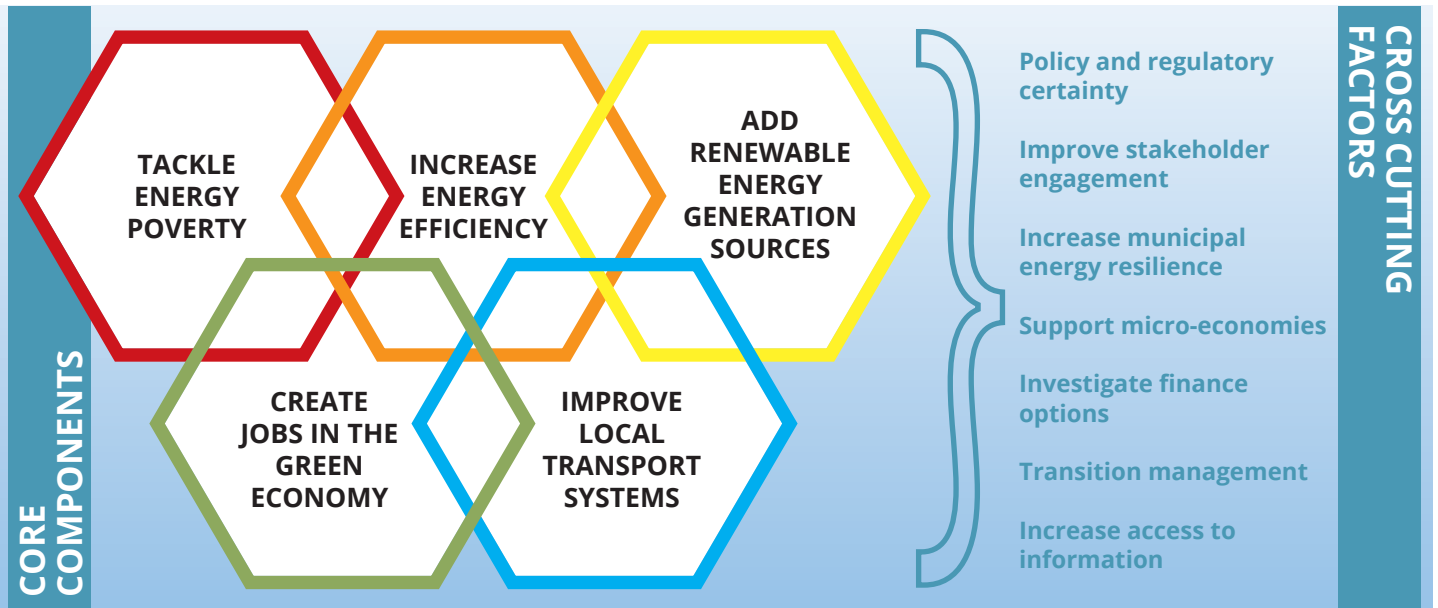 CORE
COMPONENTS
TACKLE
ENERGY
POVERTY
INCREASE
ENERGY
EFFICIENCY
ADD
RENEWABLE
ENERGY
GENERATION
SOURCES
CREATE
JOBS IN THE
GREEN
ECONOMY
IMPROVE
LOCAL
TRANSPORT
SYSTEMS
Policy and regulatory
certainty
Improve stakeholder
engagement
Increase municipal
energy resilience
Support micro-economies
Investigate finance
options
Transition management
Increase access to
information
CROSS CUTTING
FACTORS